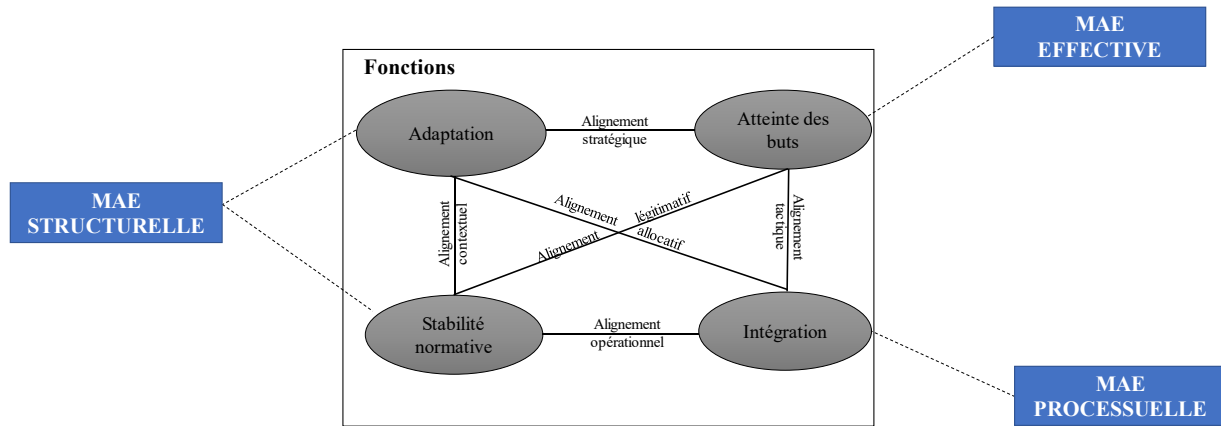 MAE
EFFECTIVE
Fonctions
Adaptation
Alignement
stratégique
Atteinte des
buts
MAE
STRUCTURELLE
Alignement
contextuel
Alignement
allocatif
Alignement
légitimatif
Alignement
tactique
Stabilité
normative
Alignement
opérationnel
Intégration
MAE
PROCESSUELLE